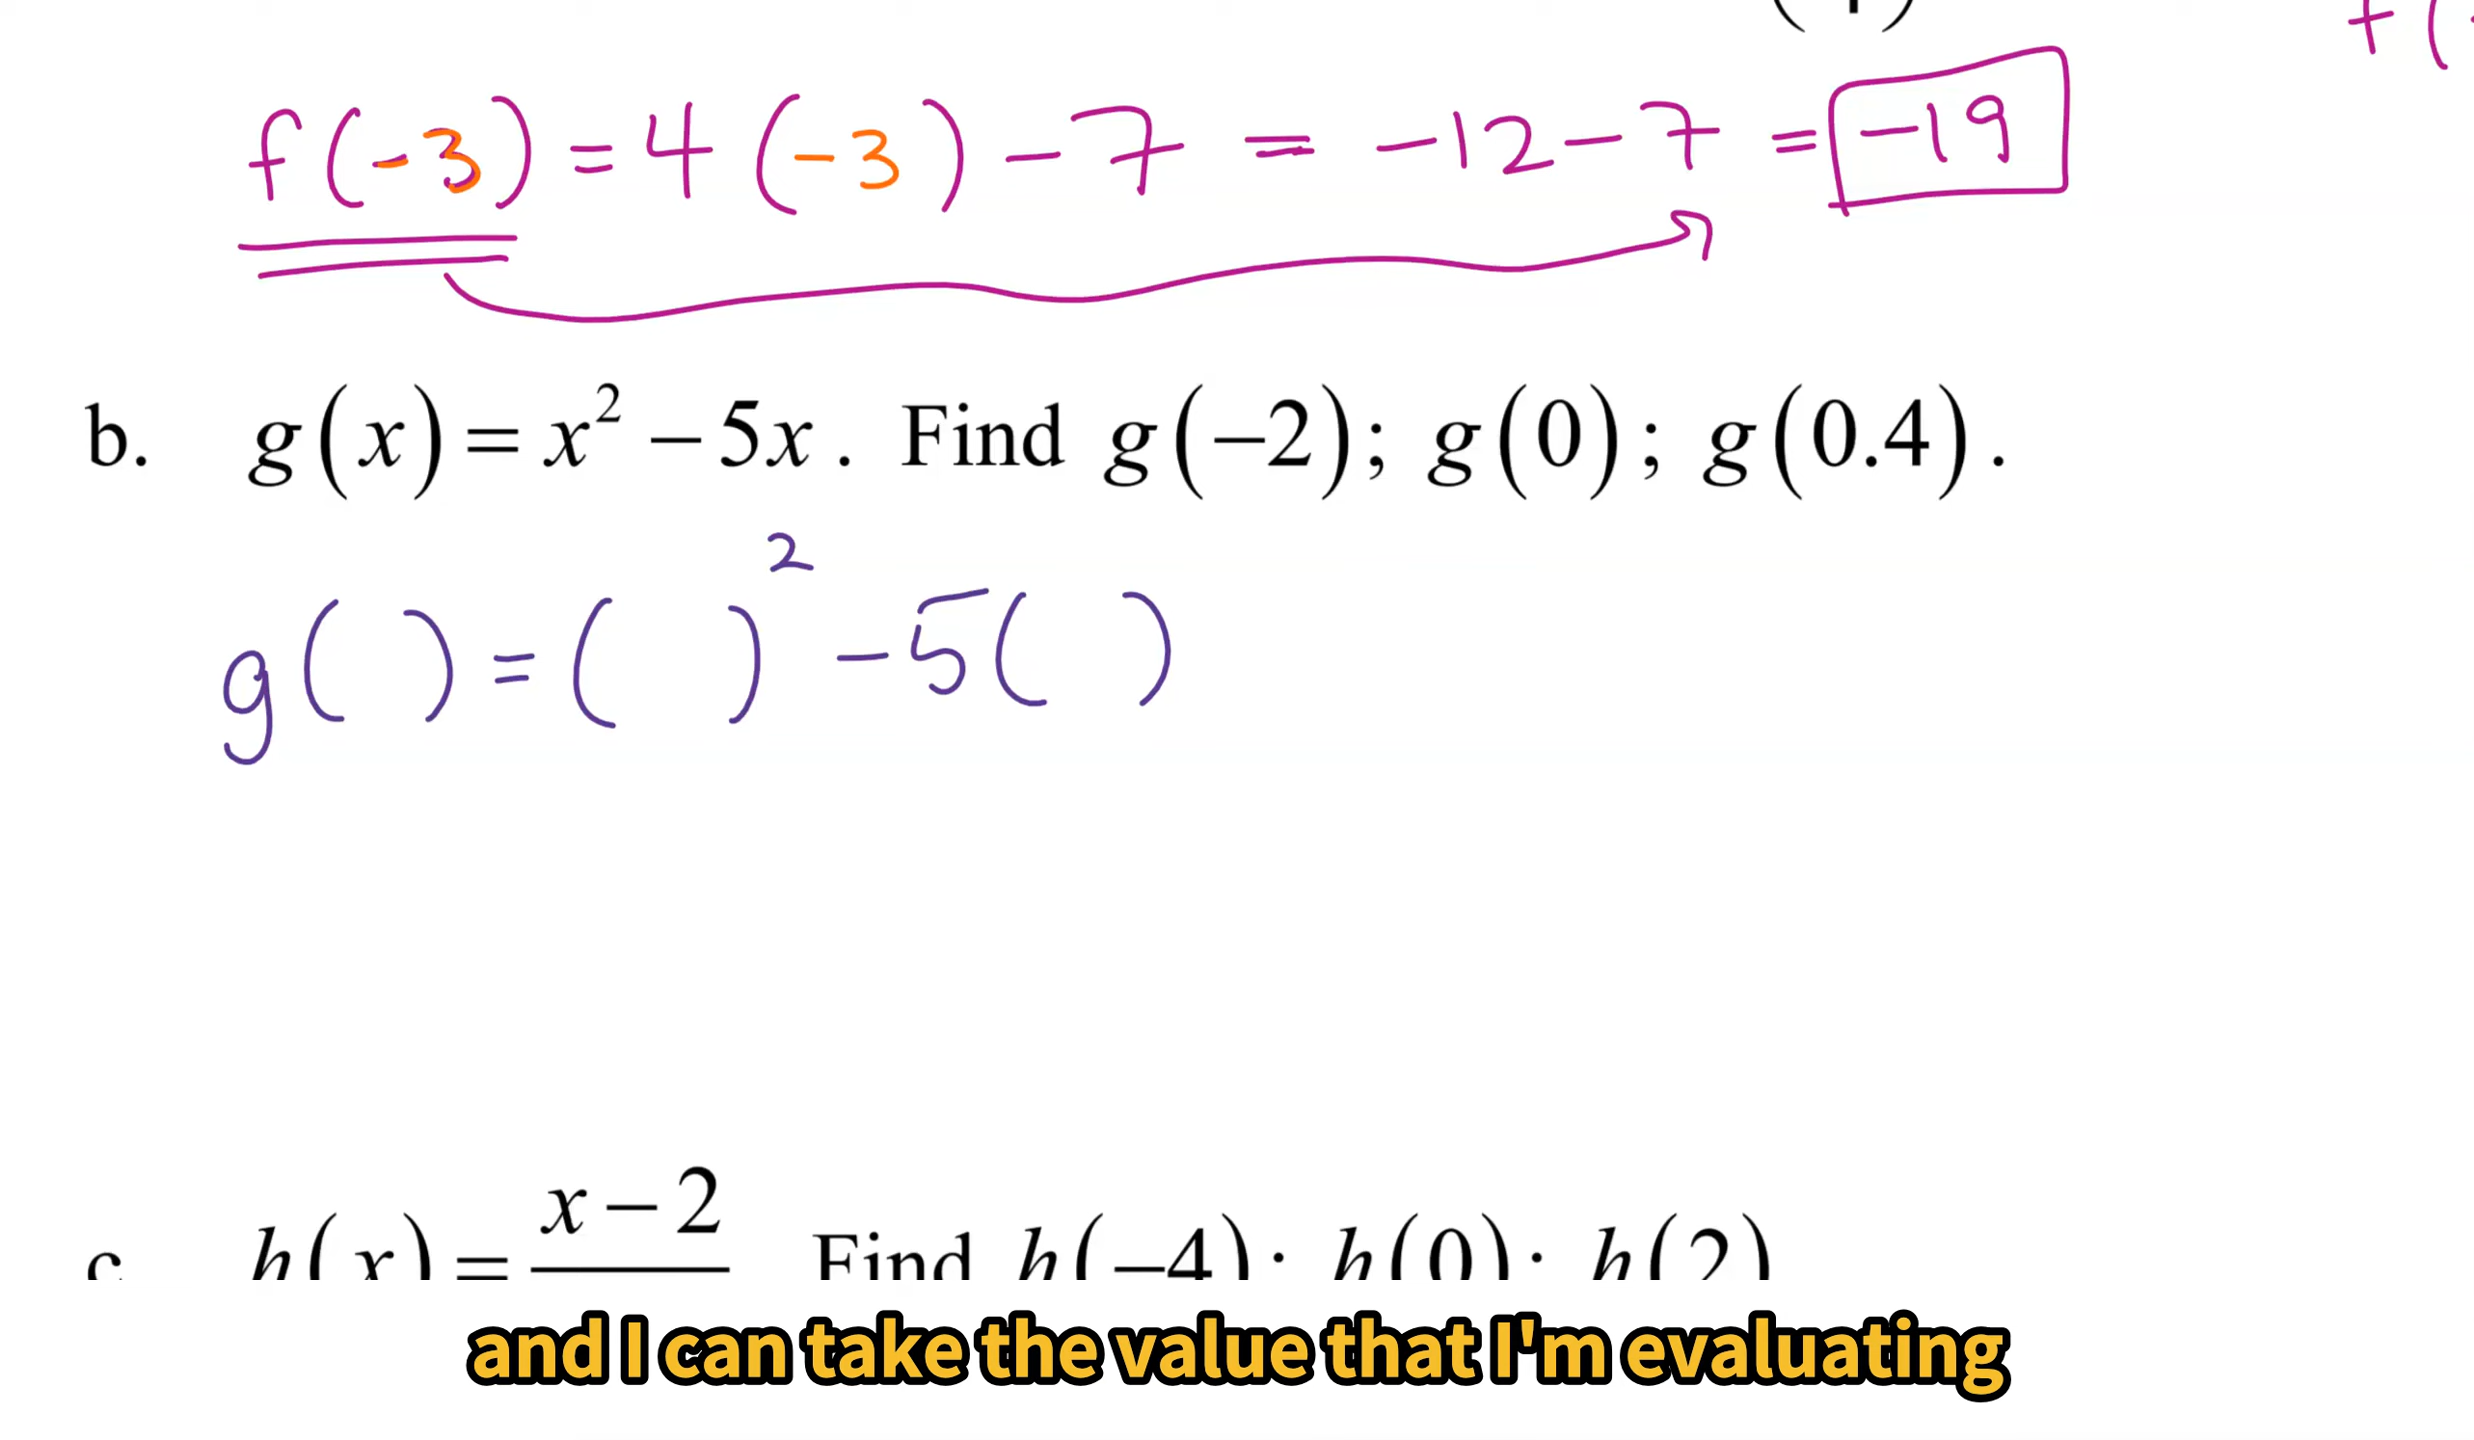 f(
f(-3) = 4(-3) - 7 = -12 - 7 = -19
b. g(x) = x² - 5x. Find g(-2); g(0); g(0.4).
g( ) = ( )² - 5( )
c. h(x) = x - 2 Find h(-4); h(0); h(2)
and I can take the value that I'm evaluating